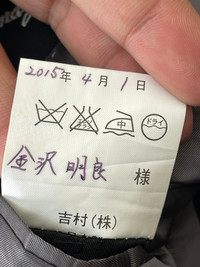 2015年 4月 1日
中 ドライ
金沢 明良 様
吉村(株)